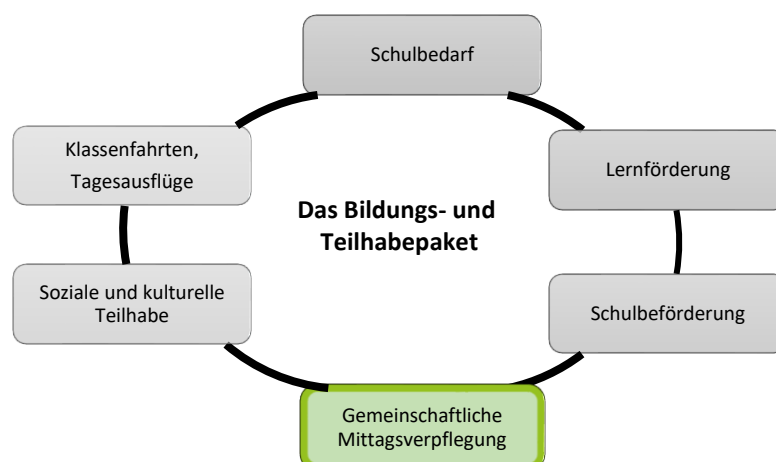 Schulbedarf
Klassenfahrten,
Tagesausflüge
Lernförderung
Das Bildungs- und
Teilhabepaket
Soziale und kulturelle
Teilhabe
Schulbeförderung
Gemeinschaftliche
Mittagsverpflegung